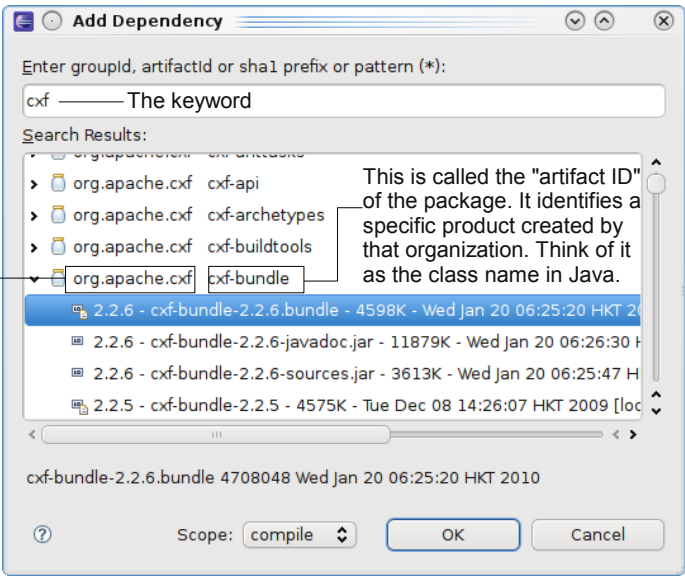 Add Dependency
Enter groupId, artifactId or sha1 prefix or pattern (*):
cxf The keyword
Search Results:
org.apache.cxf cxf-anttasks
org.apache.cxf cxf-api
org.apache.cxf cxf-archetypes
org.apache.cxf cxf-buildtools
org.apache.cxf cxf-bundle
This is called the "artifact ID"
of the package. It identifies a
specific product created by
that organization. Think of it
as the class name in Java.
2.2.6 - cxf-bundle-2.2.6.bundle - 4598K - Wed Jan 20 06:25:20 HKT 20
2.2.6 - cxf-bundle-2.2.6-javadoc.jar - 11879K - Wed Jan 20 06:26:30 H
2.2.6 - cxf-bundle-2.2.6-sources.jar - 3613K - Wed Jan 20 06:25:47 H
2.2.5 - cxf-bundle-2.2.5 - 4575K - Tue Dec 08 14:26:07 HKT 2009 [loc
cxf-bundle-2.2.6.bundle 4708048 Wed Jan 20 06:25:20 HKT 2010
Scope: compile OK Cancel